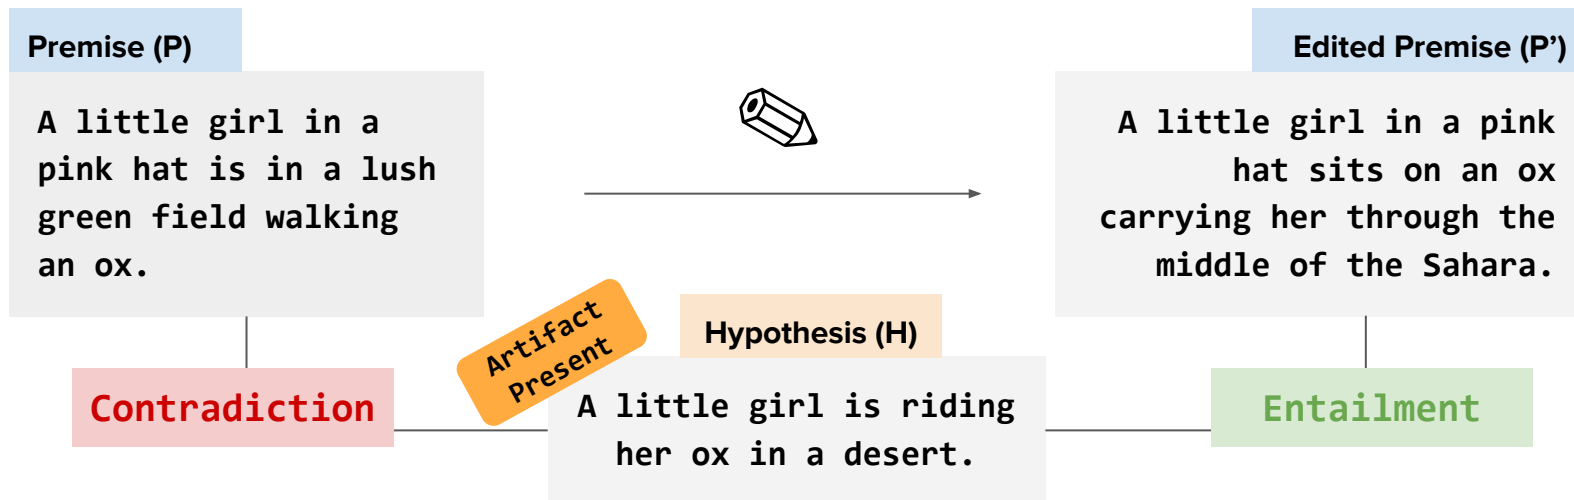 Premise (P)
A little girl in a
pink hat is in a lush
green field walking
an ox.
Edited Premise (P’)
A little girl in a pink
hat sits on an ox
carrying her through the
middle of the Sahara.
Artifact
Present
Hypothesis (H)
A little girl is riding
her ox in a desert.
Contradiction
Entailment